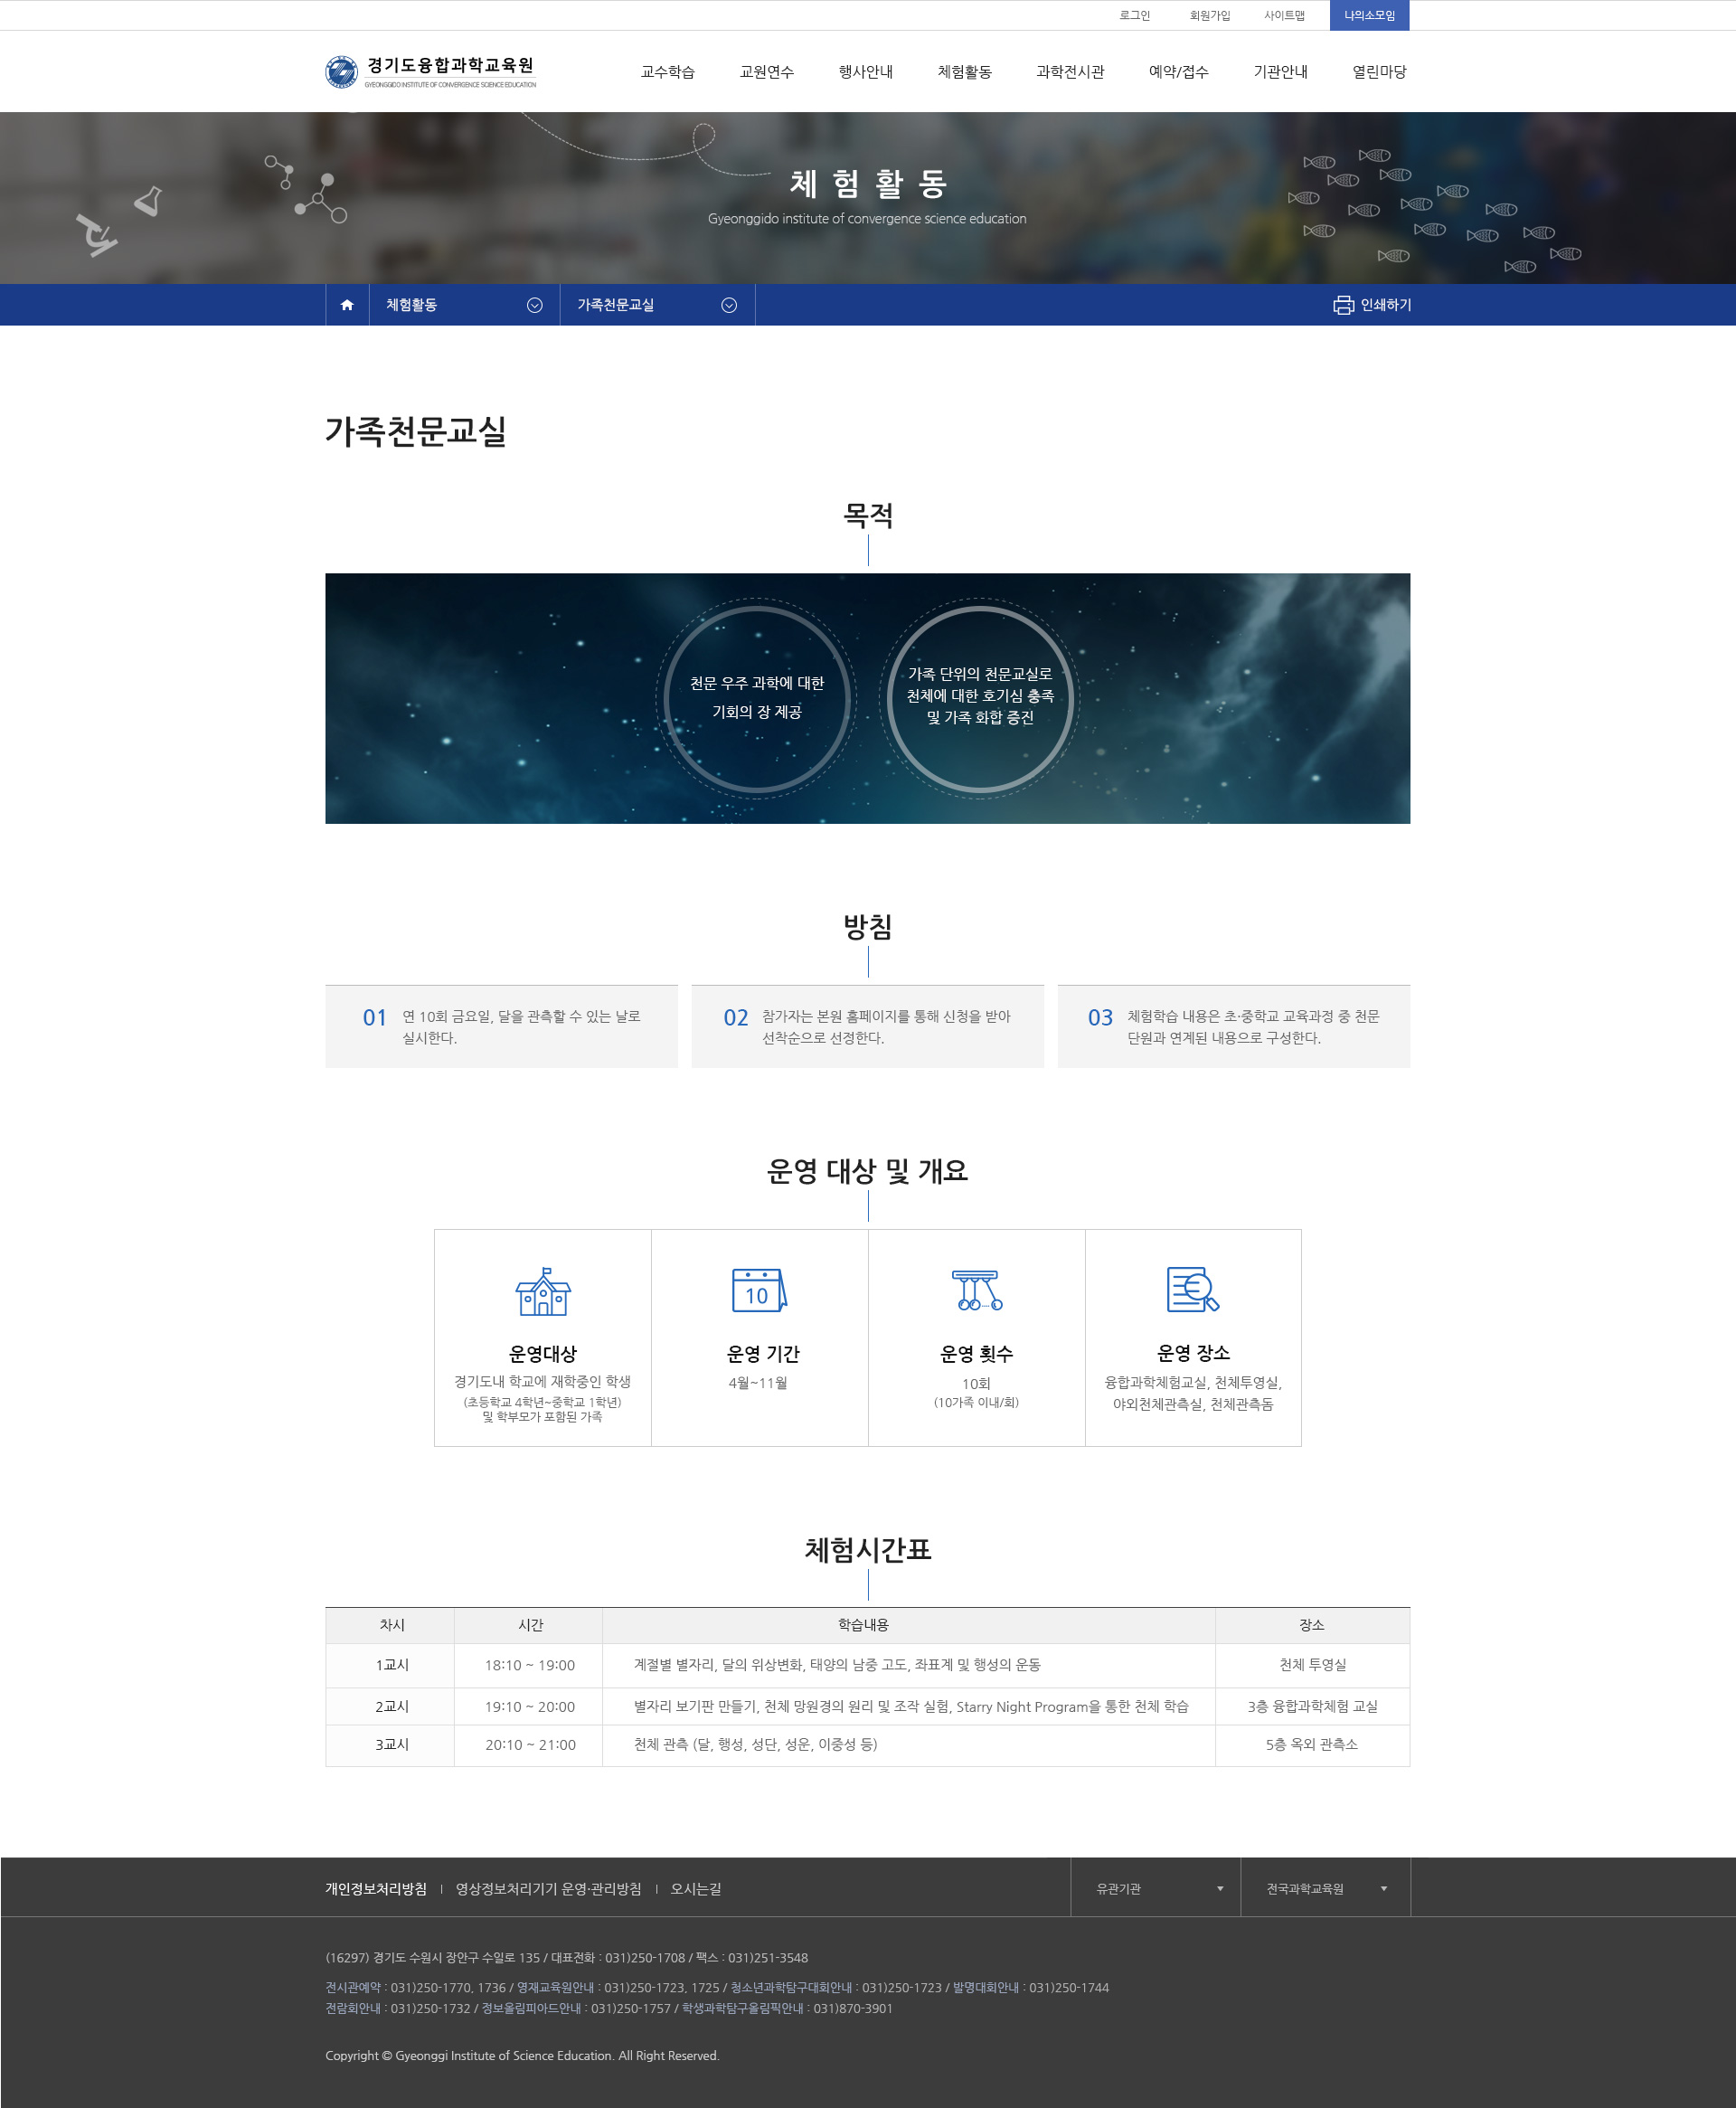 로그인 회원가입 사이트맵 나의소모임
경기도융합과학교육원
GYEONGGIDO INSTITUTE OF CONVERGENCE SCIENCE EDUCATION
교수학습 교원연수 행사안내 체험활동 과학전시관 예약/접수 기관안내 열린마당
체험활동
Gyeonggido institute of convergence science education
체험활동 가족천문교실 인쇄하기
가족천문교실
목적
천문 우주 과학에 대한
기회의 장 제공
가족 단위의 천문교실로
천체에 대한 호기심 충족
및 가족 화합 증진
방침
01 연 10회 금요일, 달을 관측할 수 있는 날로
실시한다.
02 참가자는 본원 홈페이지를 통해 신청을 받아
선착순으로 선정한다.
03 체험학습 내용은 초·중학교 교육과정 중 천문
단원과 연계된 내용으로 구성한다.
운영 대상 및 개요
운영대상
경기도내 학교에 재학중인 학생
(초등학교 4학년~중학교 1학년)
및 학부모가 포함된 가족
10
운영 기간
4월~11월
운영 횟수
10회
(10가족 이내/회)
운영 장소
융합과학체험교실, 천체투영실,
야외천체관측실, 천체관측돔
체험시간표
차시 시간 학습내용 장소
1교시 18:10 ~ 19:00 계절별 별자리, 달의 위상변화, 태양의 남중 고도, 좌표계 및 행성의 운동 천체 투영실
2교시 19:10 ~ 20:00 별자리 보기판 만들기, 천체 망원경의 원리 및 조작 실험, Starry Night Program을 통한 천체 학습 3층 융합과학체험 교실
3교시 20:10 ~ 21:00 천체 관측 (달, 행성, 성단, 성운, 이중성 등) 5층 옥외 관측소
개인정보처리방침 영상정보처리기기 운영·관리방침 오시는길 유관기관 전국과학교육원
(16297) 경기도 수원시 장안구 수일로 135 / 대표전화 : 031)250-1708 / 팩스 : 031)251-3548
전시관예약 : 031)250-1770, 1736 / 영재교육원안내 : 031)250-1723, 1725 / 청소년과학탐구대회안내 : 031)250-1723 / 발명대회안내 : 031)250-1744
전람회안내 : 031)250-1732 / 정보올림피아드안내 : 031)250-1757 / 학생과학탐구올림픽안내 : 031)870-3901
Copyright © Gyeonggi Institute of Science Education. All Right Reserved.